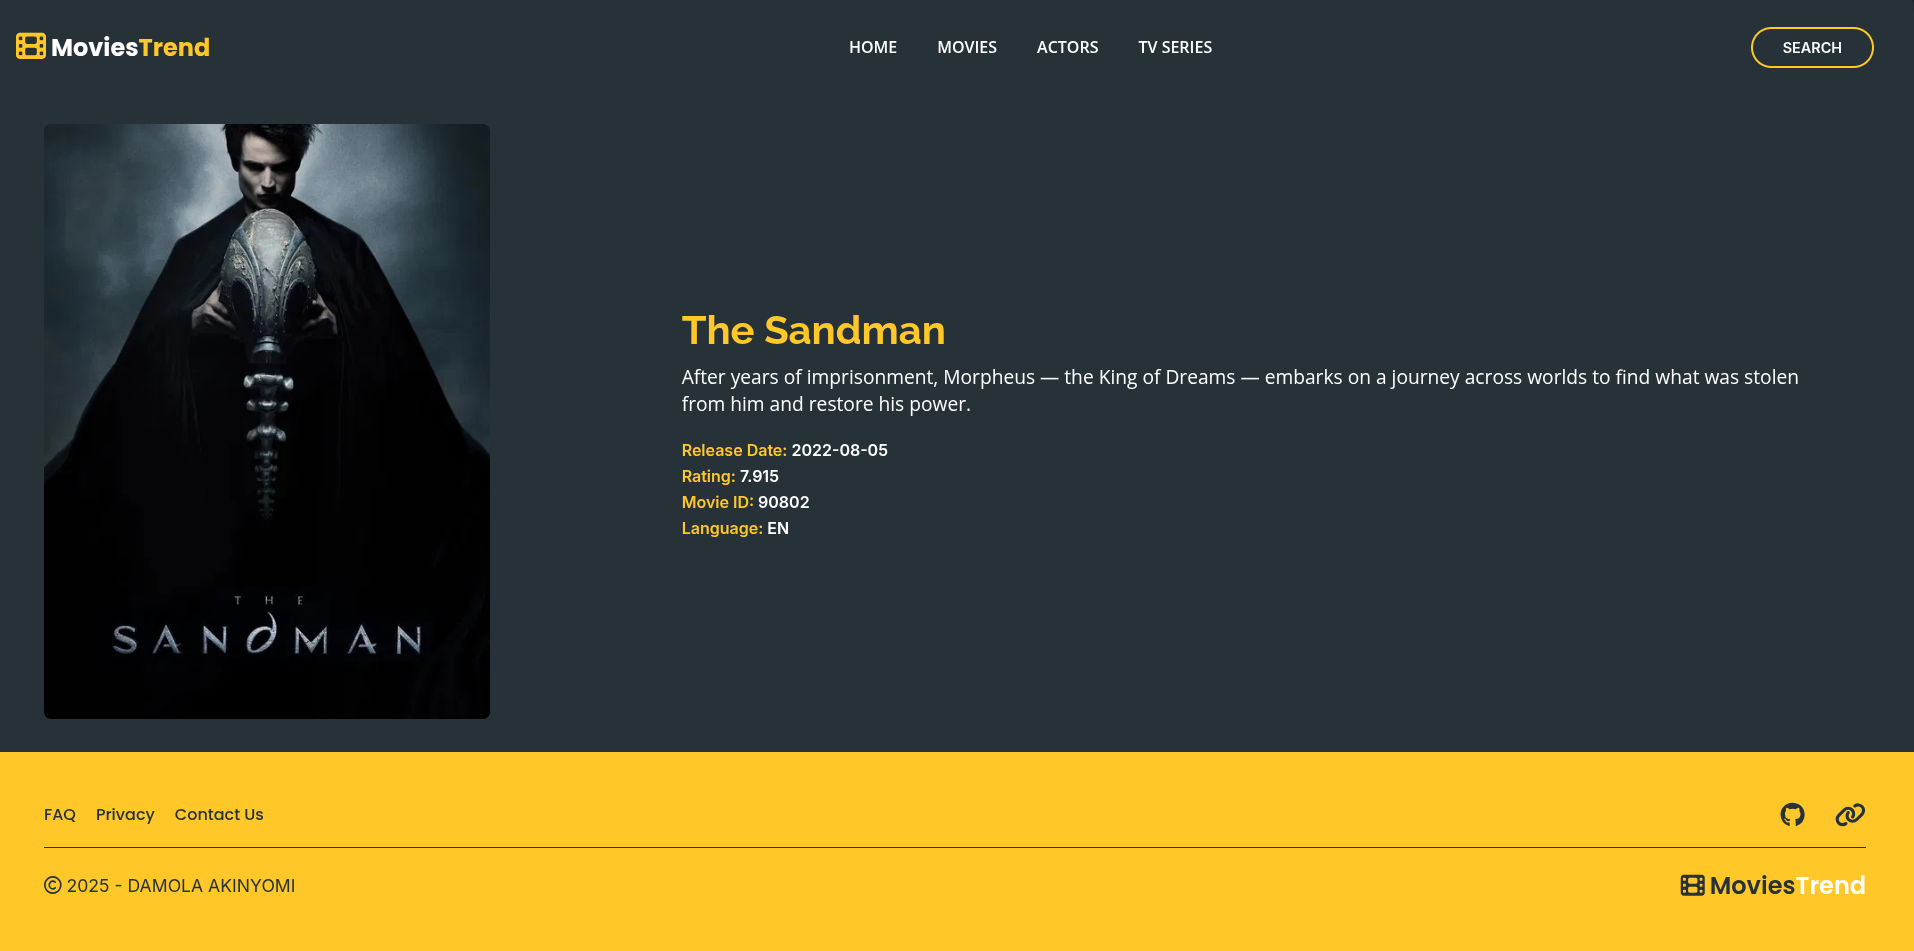 MoviesTrend
HOME
MOVIES
ACTORS
TV SERIES
SEARCH
THE
SANDMAN
The Sandman
After years of imprisonment, Morpheus — the King of Dreams — embarks on a journey across worlds to find what was stolen
from him and restore his power.
Release Date: 2022-08-05
Rating: 7.915
Movie ID: 90802
Language: EN
FAQ
Privacy
Contact Us
© 2025 - DAMOLA AKINYOMI
MoviesTrend